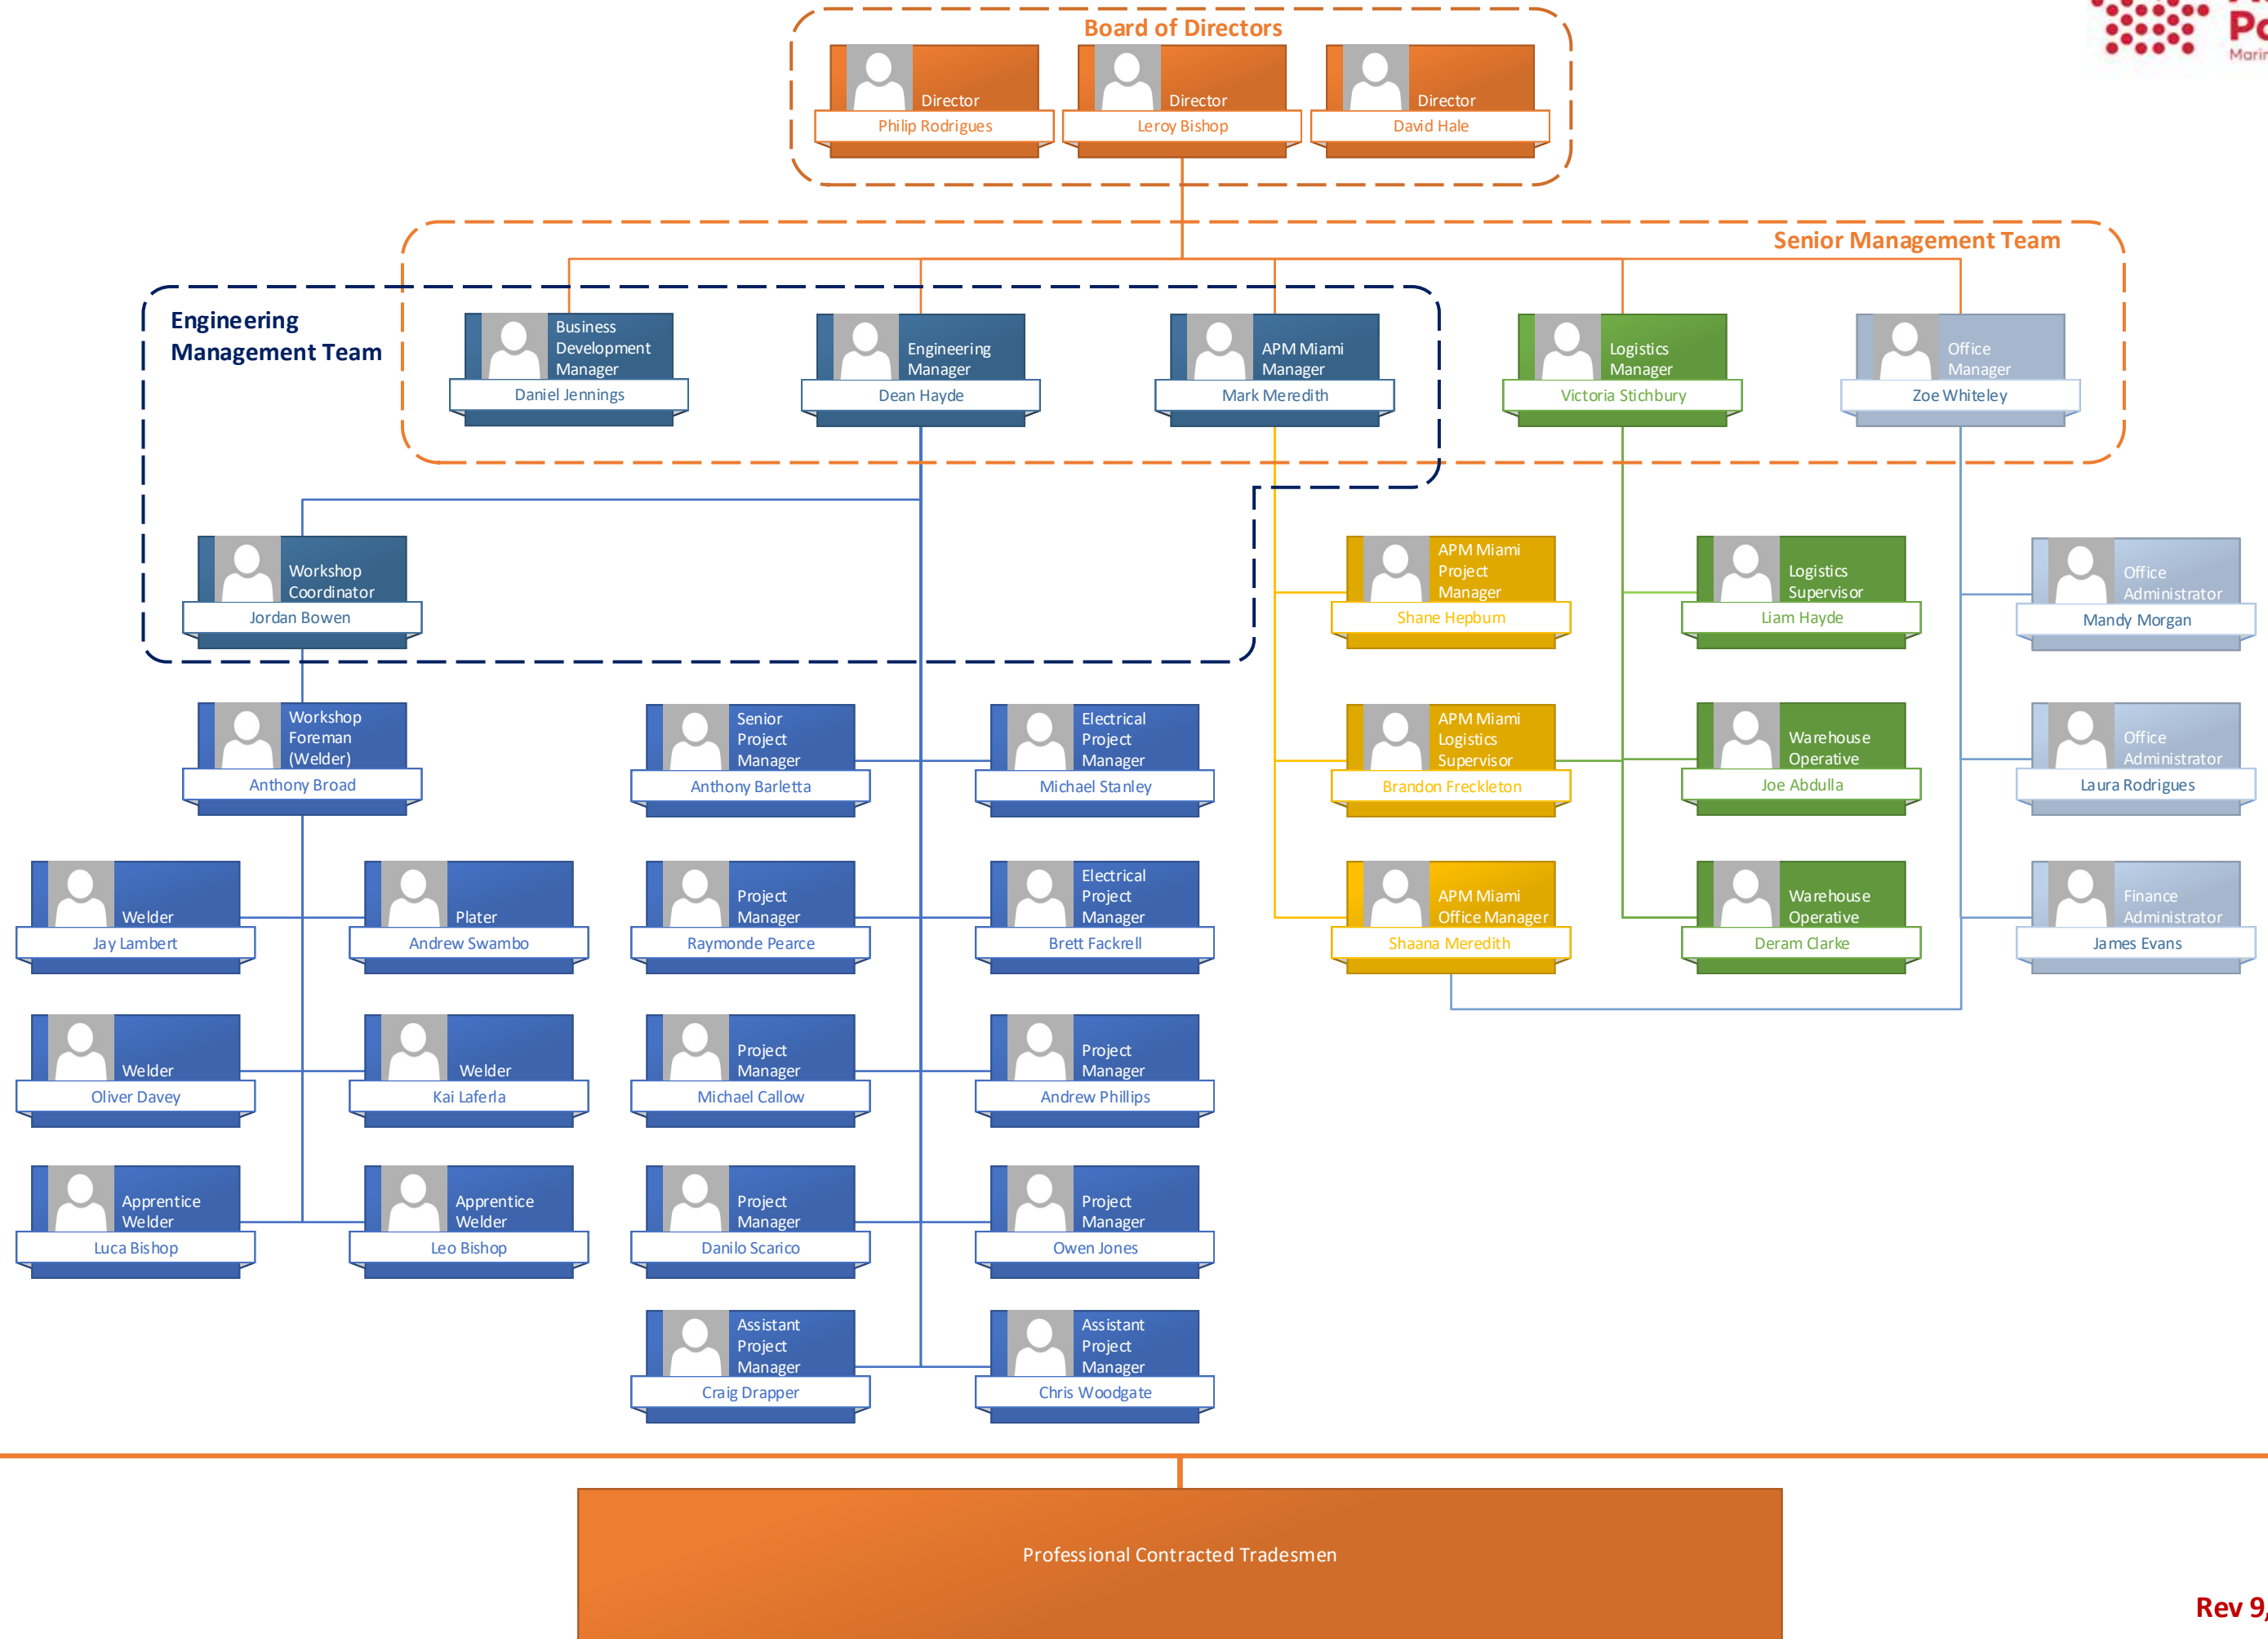 Board of Directors
Director
Philip Rodrigues
Director
Leroy Bishop
Director
David Hale
Senior Management Team
Engineering
Management Team
Business
Development
Manager
Daniel Jennings
Engineering
Manager
Dean Hayde
APM Miami
Manager
Mark Meredith
Logistics
Manager
Victoria Stichbury
Office
Manager
Zoe Whiteley
Workshop
Coordinator
Jordan Bowen
APM Miami
Project
Manager
Shane Hepburn
Logistics
Supervisor
Liam Hayde
Office
Administrator
Mandy Morgan
Workshop
Foreman
(Welder)
Anthony Broad
Senior
Project
Manager
Anthony Barletta
Electrical
Project
Manager
Michael Stanley
APM Miami
Logistics
Supervisor
Brandon Freckleton
Warehouse
Operative
Joe Abdulla
Office
Administrator
Laura Rodrigues
Welder
Jay Lambert
Plater
Andrew Swambo
Project
Manager
Raymonde Pearce
Electrical
Project
Manager
Brett Fackrell
APM Miami
Office Manager
Shaana Meredith
Warehouse
Operative
Deram Clarke
Finance
Administrator
James Evans
Welder
Oliver Davey
Welder
Kai Laferla
Project
Manager
Michael Callow
Project
Manager
Andrew Phillips
Apprentice
Welder
Luca Bishop
Apprentice
Welder
Leo Bishop
Project
Manager
Danilo Scarico
Project
Manager
Owen Jones
Assistant
Project
Manager
Craig Drapper
Assistant
Project
Manager
Chris Woodgate
Professional Contracted Tradesmen
Rev 9,